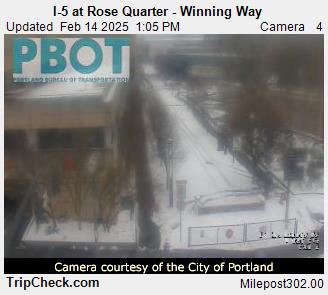 I-5 at Rose Quarter - Winning Way
Updated Feb 14 2025 1:05 PM Camera 4
PBOT
PORTLAND BUREAU OF TRANSPORTATION
Camera courtesy of the City of Portland
TripCheck.com Milepost302.00